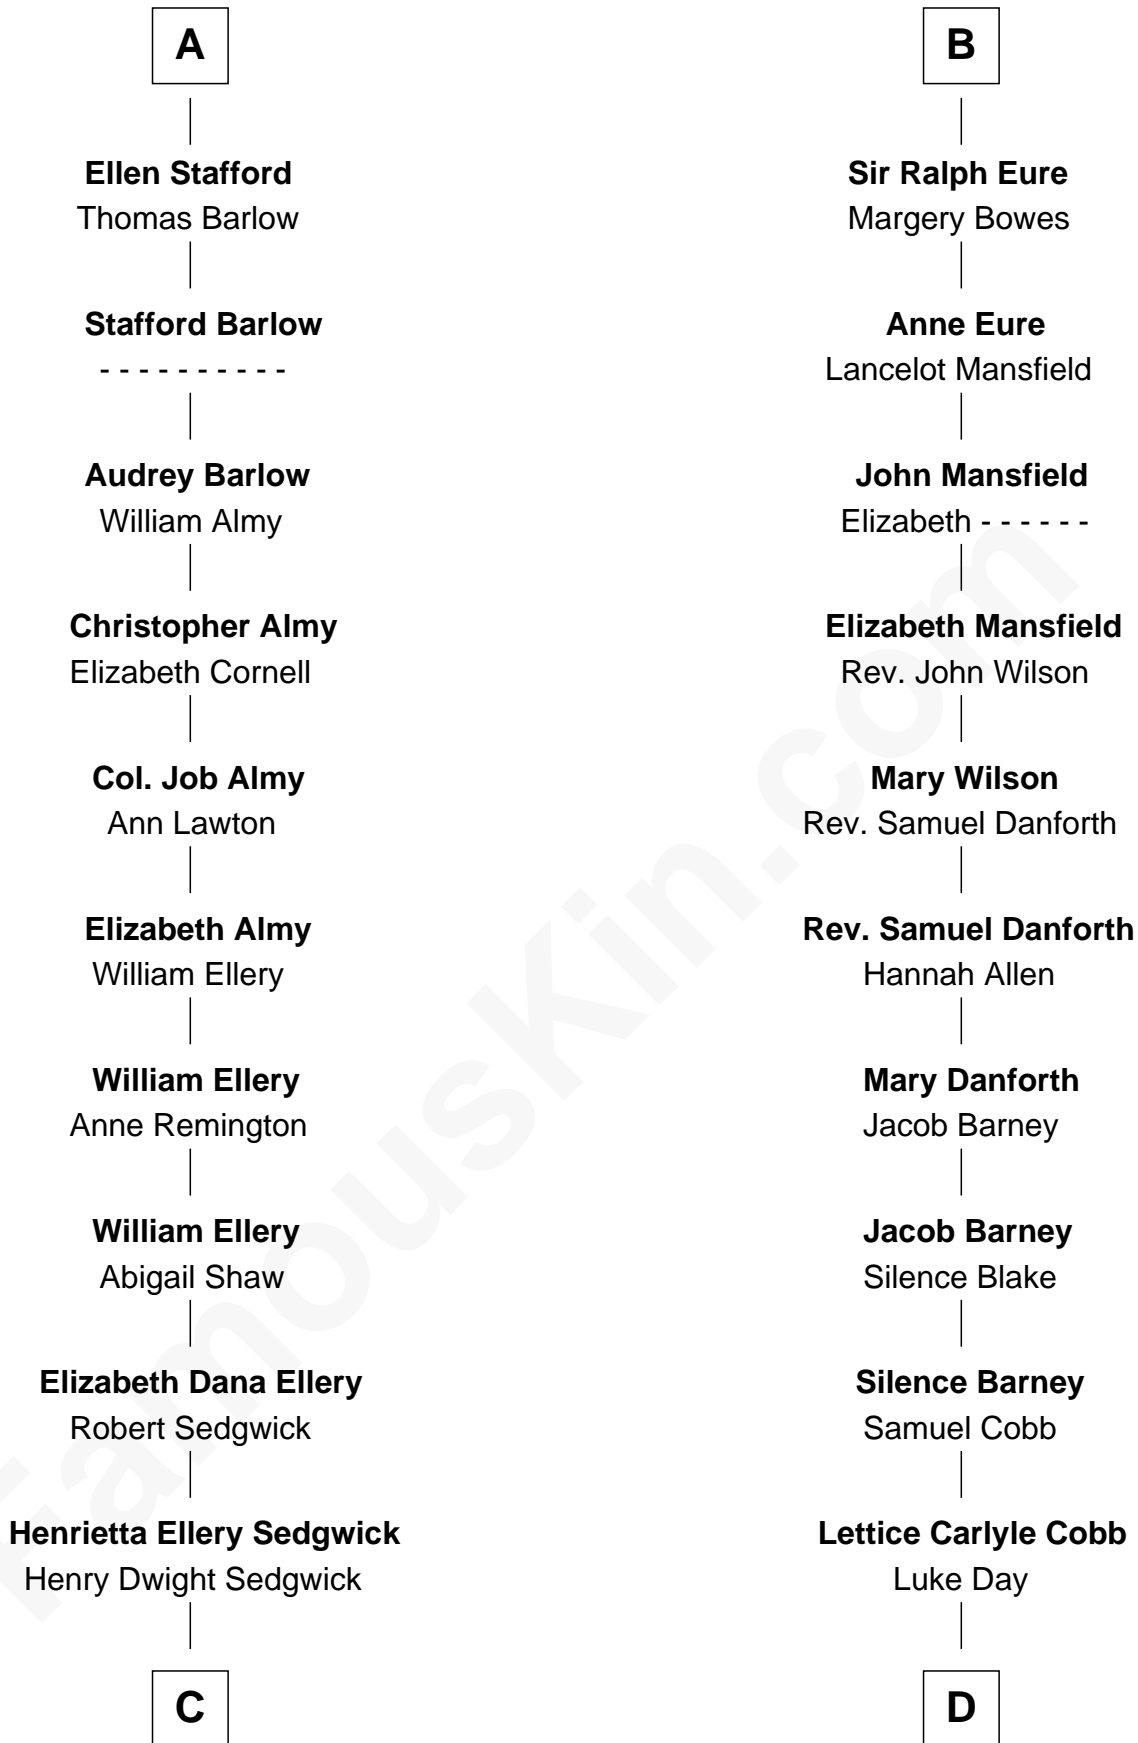 A
Ellen Stafford
Thomas Barlow
Stafford Barlow
- - - - - - - - - -
Audrey Barlow
William Almy
Christopher Almy
Elizabeth Cornell
Col. Job Almy
Ann Lawton
Elizabeth Almy
William Ellery
William Ellery
Anne Remington
William Ellery
Abigail Shaw
Elizabeth Dana Ellery
Robert Sedgwick
Henrietta Ellery Sedgwick
Henry Dwight Sedgwick
C
B
Sir Ralph Eure
Margery Bowes
Anne Eure
Lancelot Mansfield
John Mansfield
Elizabeth - - - - - -
Elizabeth Mansfield
Rev. John Wilson
Mary Wilson
Rev. Samuel Danforth
Rev. Samuel Danforth
Hannah Allen
Mary Danforth
Jacob Barney
Jacob Barney
Silence Blake
Silence Barney
Samuel Cobb
Lettice Carlyle Cobb
Luke Day
D
FamousKin.com